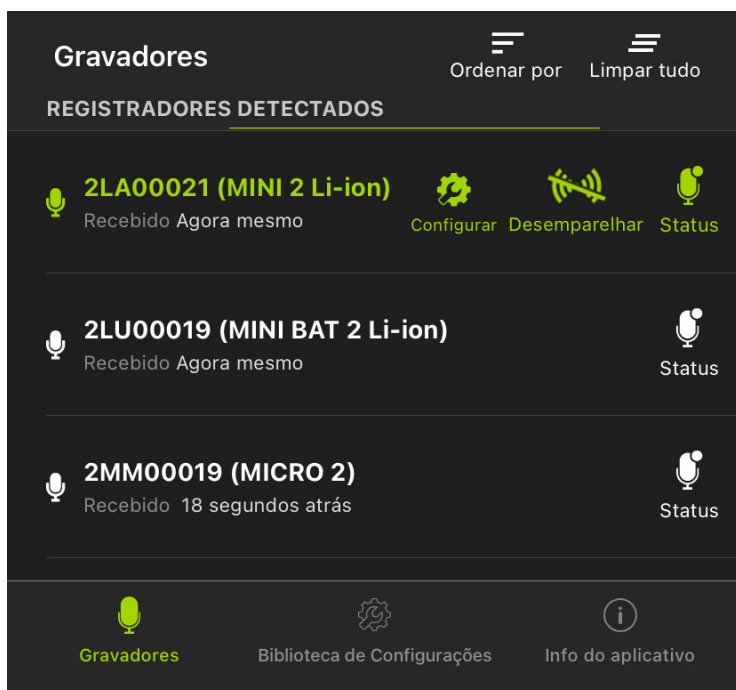 Gravadores
Ordenar por
Limpar tudo
REGISTRADORES DETECTADOS
2LA00021 (MINI 2 Li-ion)
Recebido Agora mesmo
Configurar
Desemparelhar
Status
2LU00019 (MINI BAT 2 Li-ion)
Recebido Agora mesmo
Status
2MM00019 (MICRO 2)
Recebido 18 segundos atrás
Status
Gravadores
Biblioteca de Configurações
Info do aplicativo